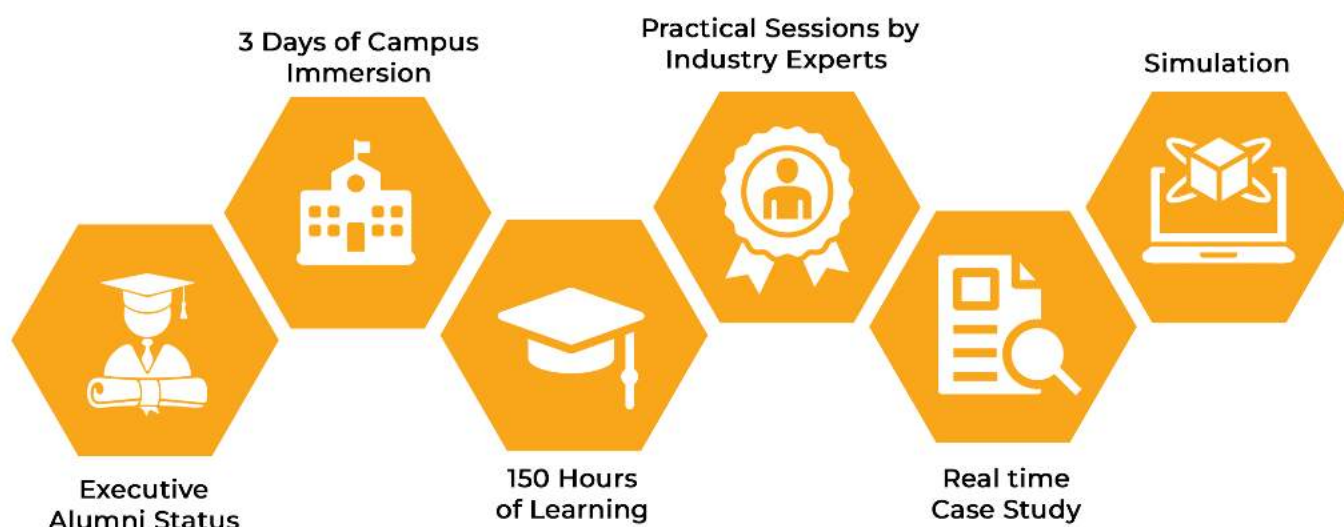 3 Days of Campus
Immersion
Practical Sessions by
Industry Experts
Simulation
Executive
Alumni Status
150 Hours
of Learning
Real time
Case Study